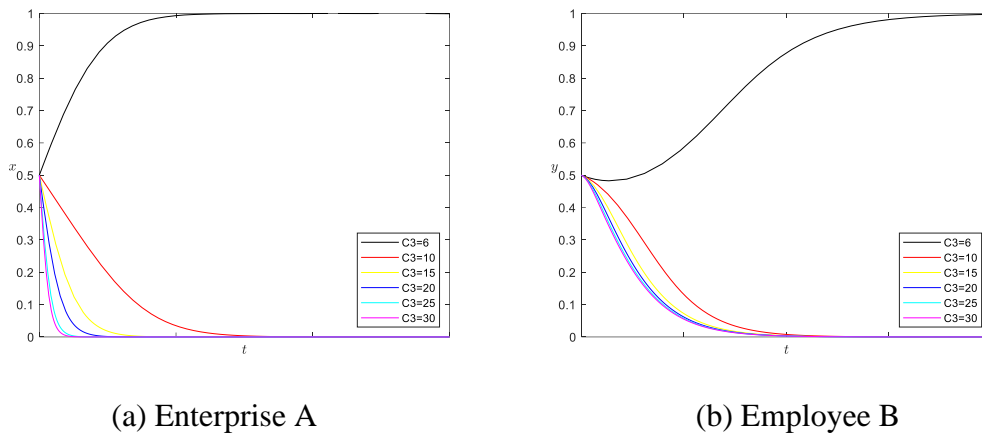 1
0.9
0.8
0.7
0.6
0.5
x
0.4
0.3
0.2
0.1
0
t
C3=6
C3=10
C3=15
C3=20
C3=25
C3=30
(a) Enterprise A
1
0.9
0.8
0.7
0.6
0.5
y
0.4
0.3
0.2
0.1
0
t
C3=6
C3=10
C3=15
C3=20
C3=25
C3=30
(b) Employee B